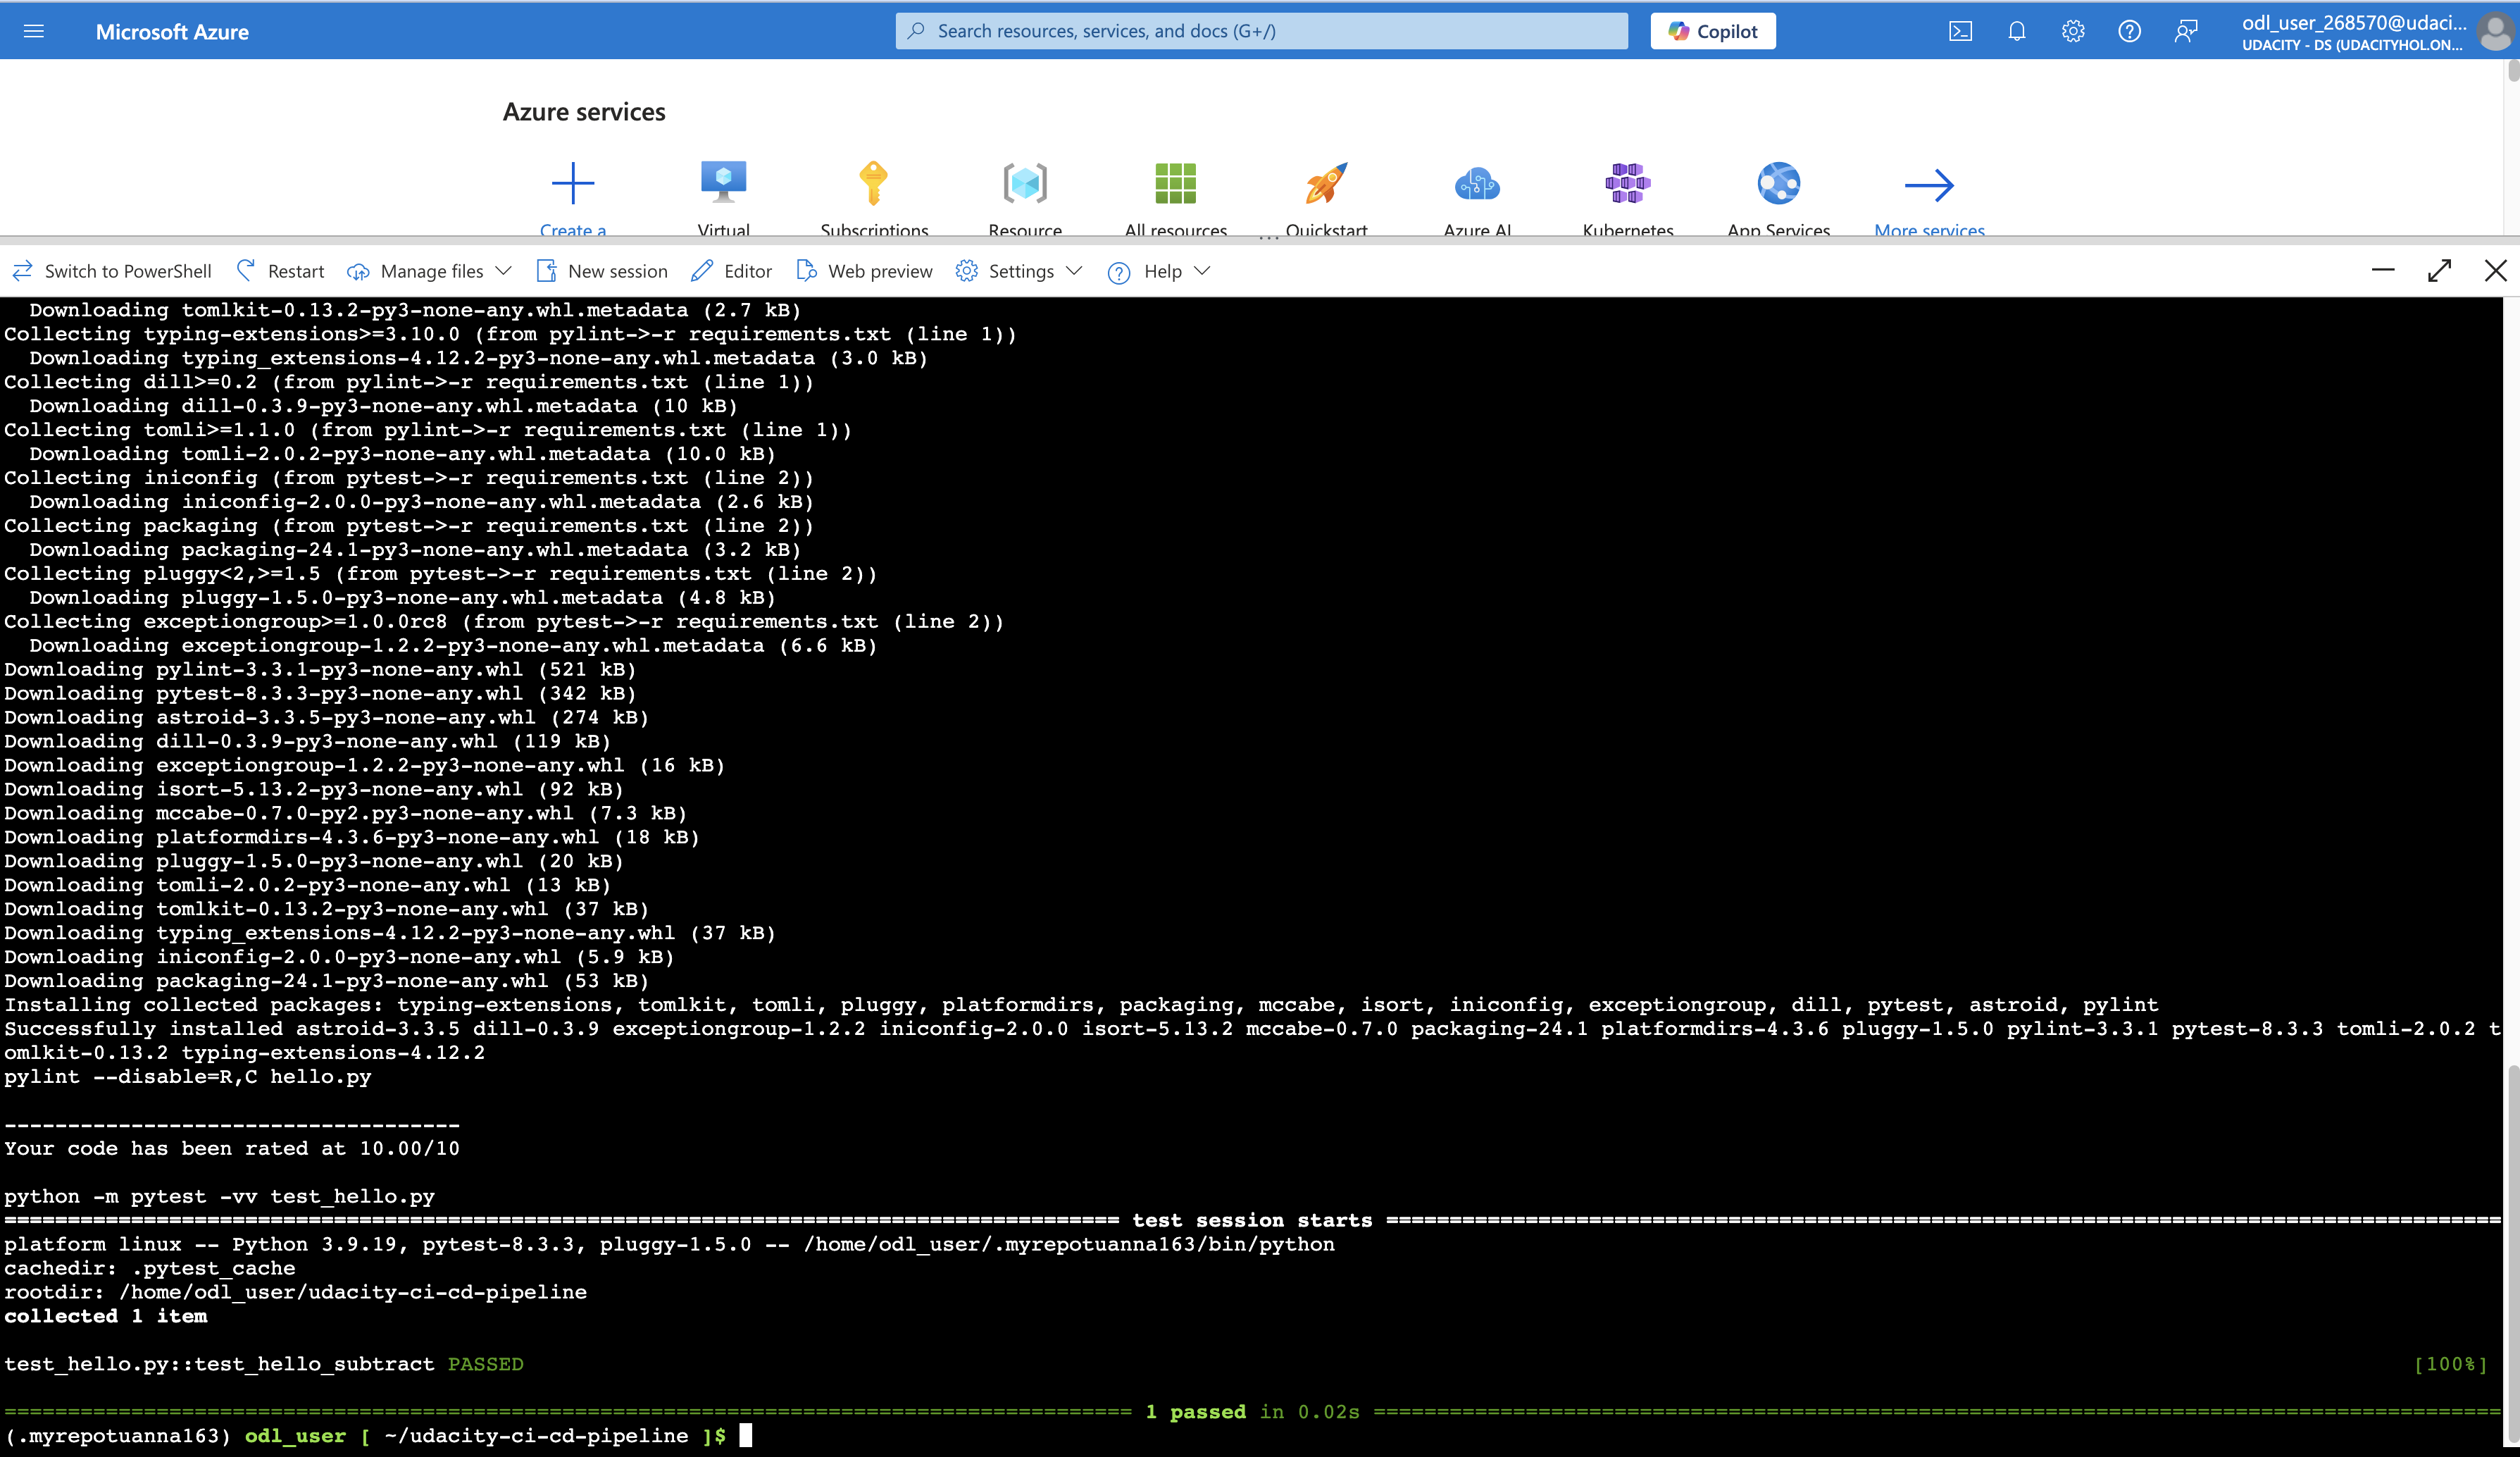 Microsoft Azure
Search resources, services, and docs (G+/)
Copilot
odl_user_268570@udaci...
UDACITY - DS (UDACITYHOL.ON...
Azure services
Create a
Virtual
Subscriptions
Resource
All resources
Quickstart
Azure AI
Kubernetes
App Services
More services
Switch to PowerShell
Restart
Manage files
New session
Editor
Web preview
Settings
Help
Downloading tomlkit-0.13.2-py3-none-any.whl.metadata (2.7 kB)
Collecting typing-extensions>=3.10.0 (from pylint->-r requirements.txt (line 1))
Downloading typing_extensions-4.12.2-py3-none-any.whl.metadata (3.0 kB)
Collecting dill>=0.2 (from pylint->-r requirements.txt (line 1))
Downloading dill-0.3.9-py3-none-any.whl.metadata (10 kB)
Collecting tomli>=1.1.0 (from pylint->-r requirements.txt (line 1))
Downloading tomli-2.0.2-py3-none-any.whl.metadata (10.0 kB)
Collecting iniconfig (from pytest->-r requirements.txt (line 2))
Downloading iniconfig-2.0.0-py3-none-any.whl.metadata (2.6 kB)
Collecting packaging (from pytest->-r requirements.txt (line 2))
Downloading packaging-24.1-py3-none-any.whl.metadata (3.2 kB)
Collecting pluggy<2,>=1.5 (from pytest->-r requirements.txt (line 2))
Downloading pluggy-1.5.0-py3-none-any.whl.metadata (4.8 kB)
Collecting exceptiongroup>=1.0.0rc8 (from pytest->-r requirements.txt (line 2))
Downloading exceptiongroup-1.2.2-py3-none-any.whl.metadata (6.6 kB)
Downloading pylint-3.3.1-py3-none-any.whl (521 kB)
Downloading pytest-8.3.3-py3-none-any.whl (342 kB)
Downloading astroid-3.3.5-py3-none-any.whl (274 kB)
Downloading dill-0.3.9-py3-none-any.whl (119 kB)
Downloading exceptiongroup-1.2.2-py3-none-any.whl (16 kB)
Downloading isort-5.13.2-py3-none-any.whl (92 kB)
Downloading mccabe-0.7.0-py2.py3-none-any.whl (7.3 kB)
Downloading platformdirs-4.3.6-py3-none-any.whl (18 kB)
Downloading pluggy-1.5.0-py3-none-any.whl (20 kB)
Downloading tomli-2.0.2-py3-none-any.whl (13 kB)
Downloading tomlkit-0.13.2-py3-none-any.whl (37 kB)
Downloading typing_extensions-4.12.2-py3-none-any.whl (37 kB)
Downloading iniconfig-2.0.0-py3-none-any.whl (5.9 kB)
Downloading packaging-24.1-py3-none-any.whl (53 kB)
Installing collected packages: typing-extensions, tomlkit, tomli, pluggy, platformdirs, packaging, mccabe, isort, iniconfig, exceptiongroup, dill, pytest, astroid, pylint
Successfully installed astroid-3.3.5 dill-0.3.9 exceptiongroup-1.2.2 iniconfig-2.0.0 isort-5.13.2 mccabe-0.7.0 packaging-24.1 platformdirs-4.3.6 pluggy-1.5.0 pylint-3.3.1 pytest-8.3.3 tomli-2.0.2 t
omlkit-0.13.2 typing-extensions-4.12.2
pylint --disable=R,C hello.py
------------------------------------
Your code has been rated at 10.00/10
python -m pytest -vv test_hello.py
======== test session starts ========
platform linux -- Python 3.9.19, pytest-8.3.3, pluggy-1.5.0 -- /home/odl_user/.myrepotuanna163/bin/python
cachedir: .pytest_cache
rootdir: /home/odl_user/udacity-ci-cd-pipeline
collected 1 item
test_hello.py::test_hello_subtract PASSED [100%]
======== 1 passed in 0.02s ========
(.myrepotuanna163) odl_user [ ~/udacity-ci-cd-pipeline ]$